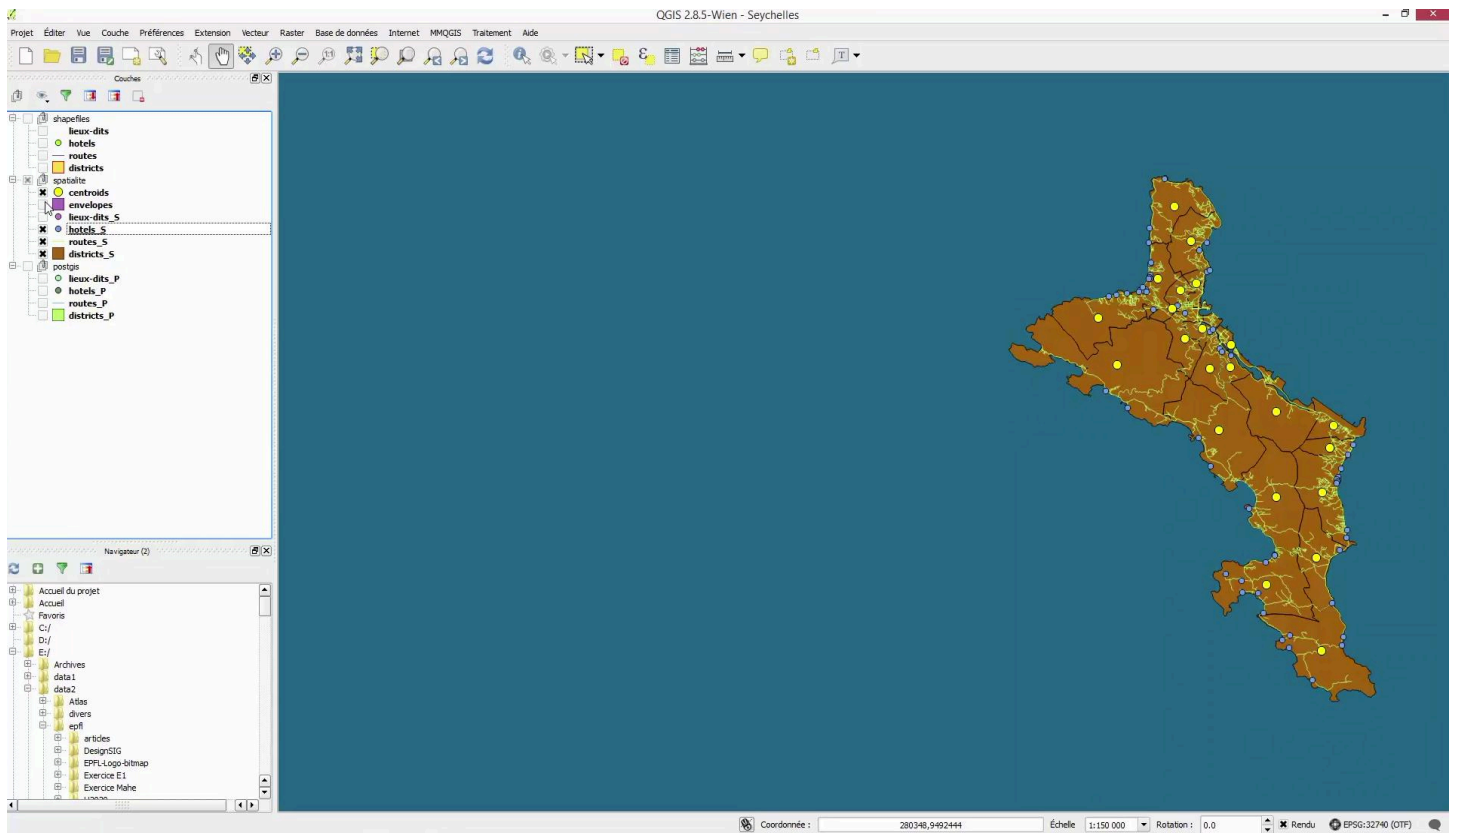 QGIS 2.8.5-Wien - Seychelles
Projet Éditer Vue Couche Préférences Extension Vecteur Raster Base de données Internet MMQGIS Traitement Aide
Couches
shapefiles
lieux-dits
hotels
routes
districts
spatialite
centroids
envelopes
lieux-dits_S
hotels_S
routes_S
districts_S
postgis
lieux-dits_P
hotels_P
routes_P
districts_P
Navigateur (2)
Accueil du projet
Accueil
Favoris
C:/
D:/
E:/
Archives
data1
data2
Atlas
divers
epfl
articles
DesignSIG
EPFL-Logo-bitmap
Exercice E1
Exercice Mahe
Coordonnée : 280348,9492444 Échelle 1:150 000 Rotation : 0.0 Rendu EPSG:32740 (OTF)